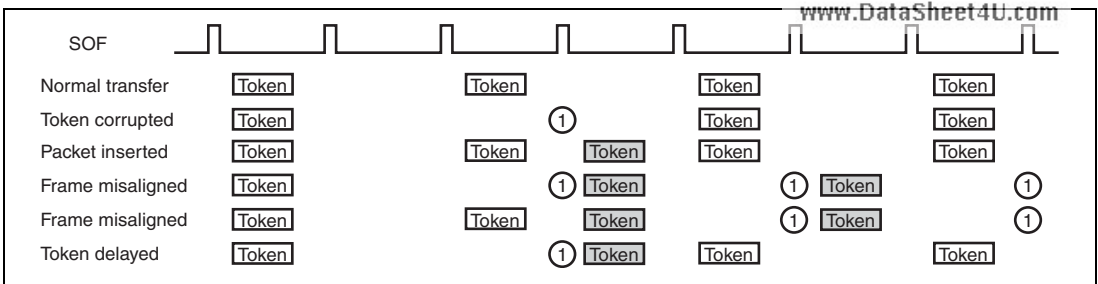 www.DataSheet4U.com
SOF
Normal transfer Token Token Token Token
Token corrupted Token 1 Token Token
Packet inserted Token Token Token Token Token
Frame misaligned Token 1 Token 1 Token 1
Frame misaligned Token Token Token 1 Token 1
Token delayed Token 1 Token Token Token